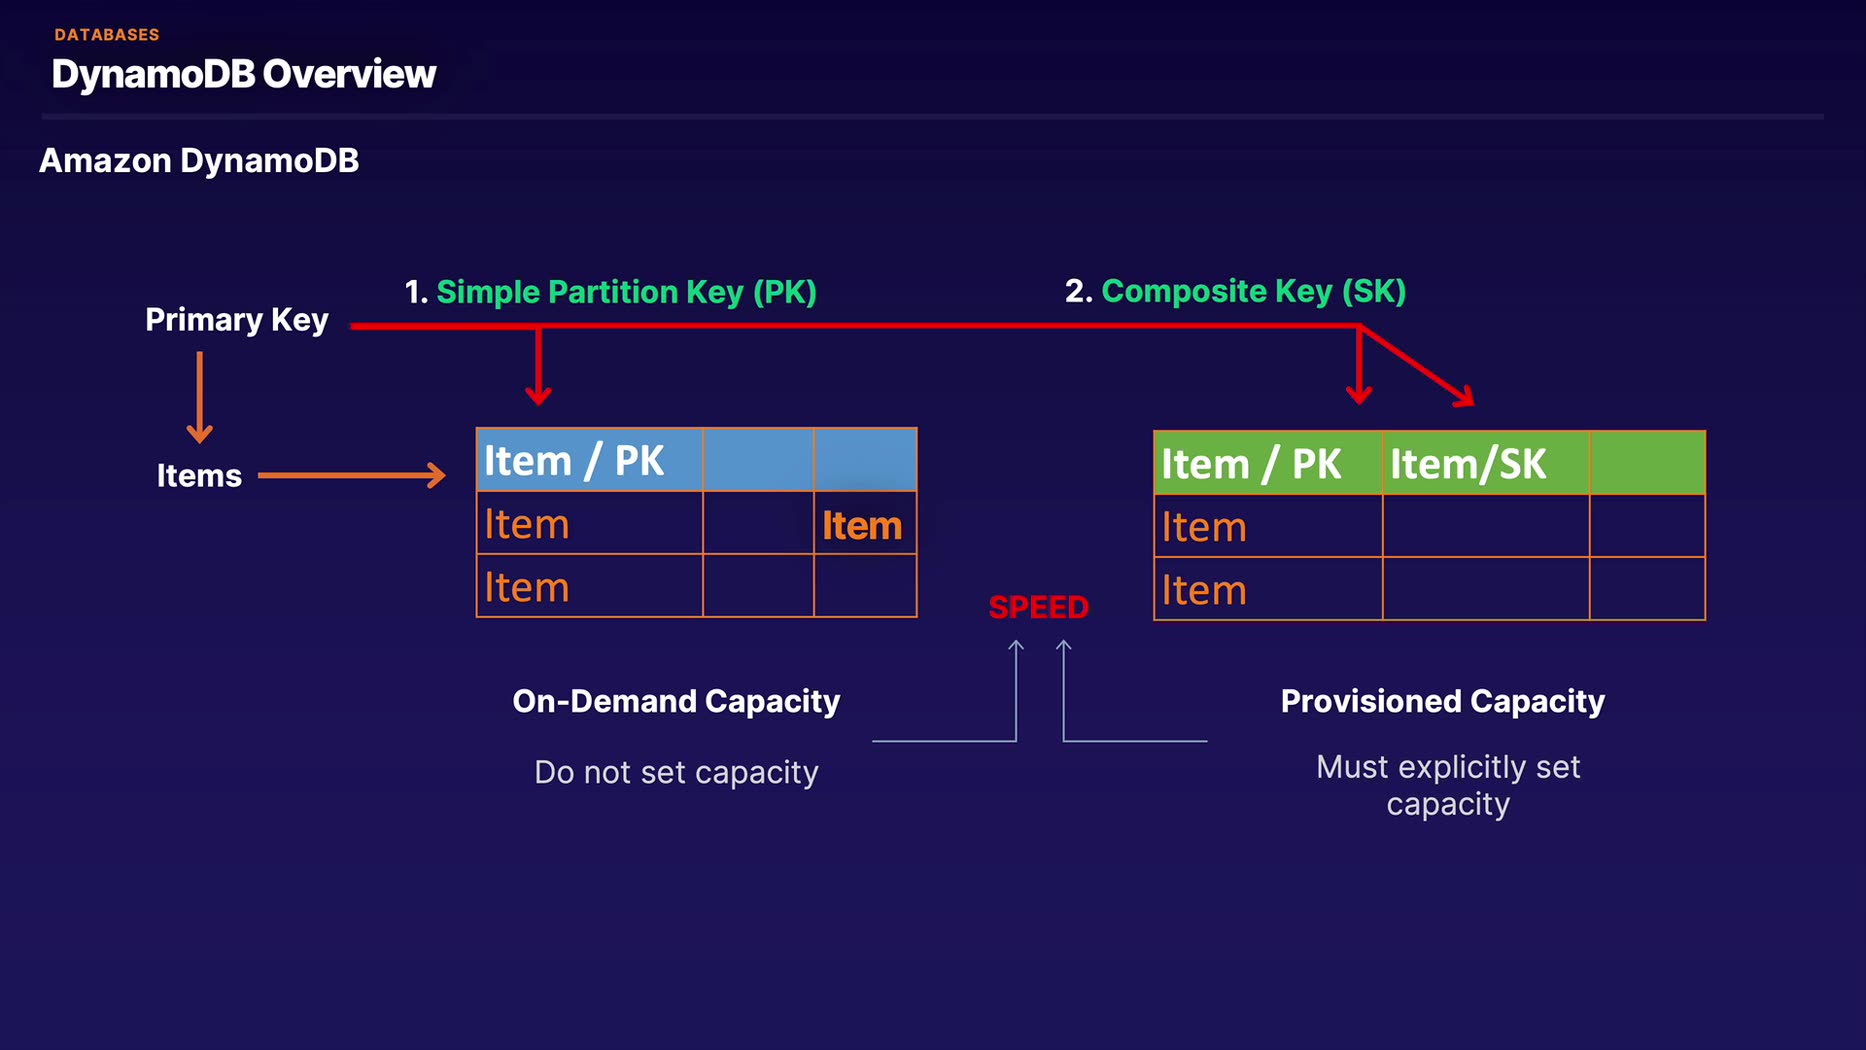 DATABASES
DynamoDB Overview
Amazon DynamoDB
1. Simple Partition Key (PK)
2. Composite Key (SK)
Primary Key
Items
Item / PK
Item
Item
Item
Item / PK
Item/SK
Item
Item
SPEED
On-Demand Capacity
Do not set capacity
Provisioned Capacity
Must explicitly set
capacity